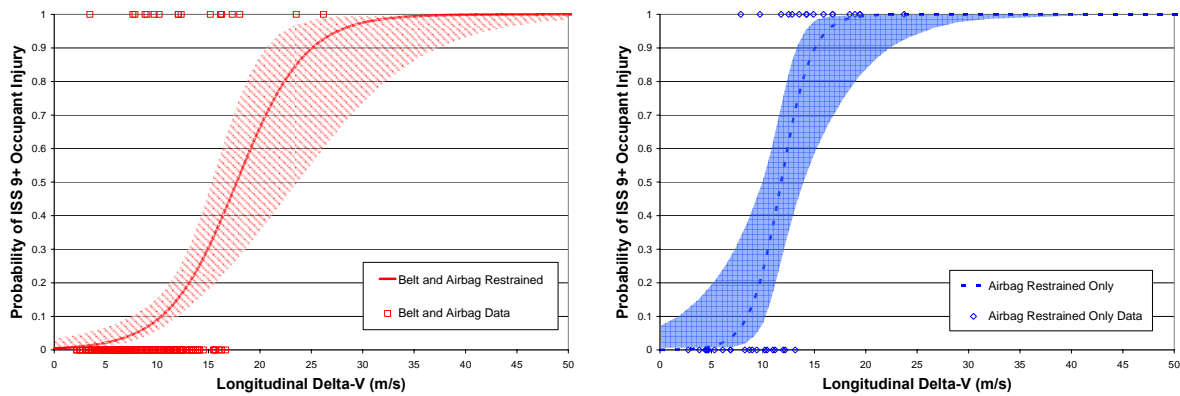 Probability of ISS 9+ Occupant Injury
1
0.9
0.8
0.7
0.6
0.5
0.4
0.3
0.2
0.1
0
0 5 10 15 20 25 30 35 40 45 50
Longitudinal Delta-V (m/s)
Belt and Airbag Restrained
Belt and Airbag Data
Probability of ISS 9+ Occupant Injury
1
0.9
0.8
0.7
0.6
0.5
0.4
0.3
0.2
0.1
0
0 5 10 15 20 25 30 35 40 45 50
Longitudinal Delta-V (m/s)
Airbag Restrained Only
Airbag Restrained Only Data